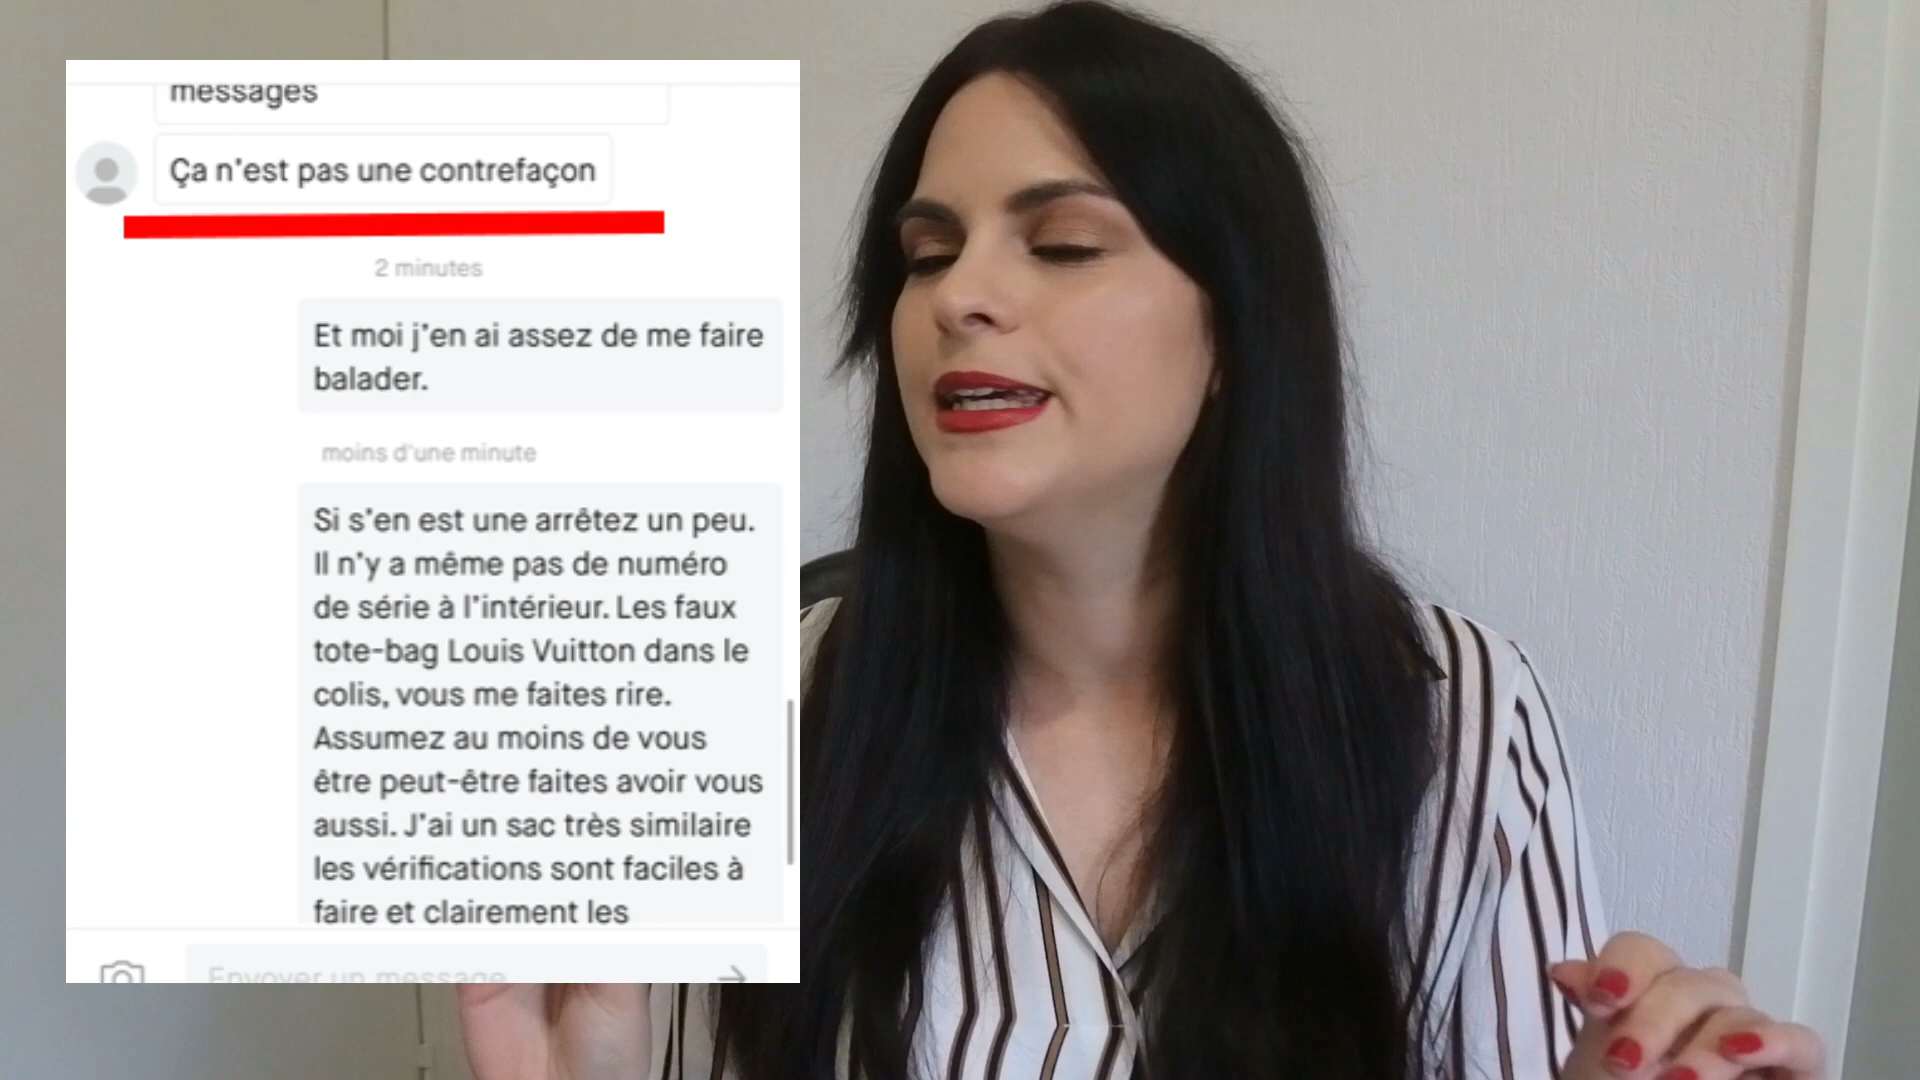 messages
Ça n'est pas une contrefaçon
2 minutes
Et moi j'en ai assez de me faire
balader.
moins d'une minute
Si s'en est une arrêtez un peu.
Il n'y a même pas de numéro
de série à l'intérieur. Les faux
tote-bag Louis Vuitton dans le
colis, vous me faites rire.
Assumez au moins de vous
être peut-être faites avoir vous
aussi. J'ai un sac très similaire
les vérifications sont faciles à
faire et clairement les
Envoyer un message